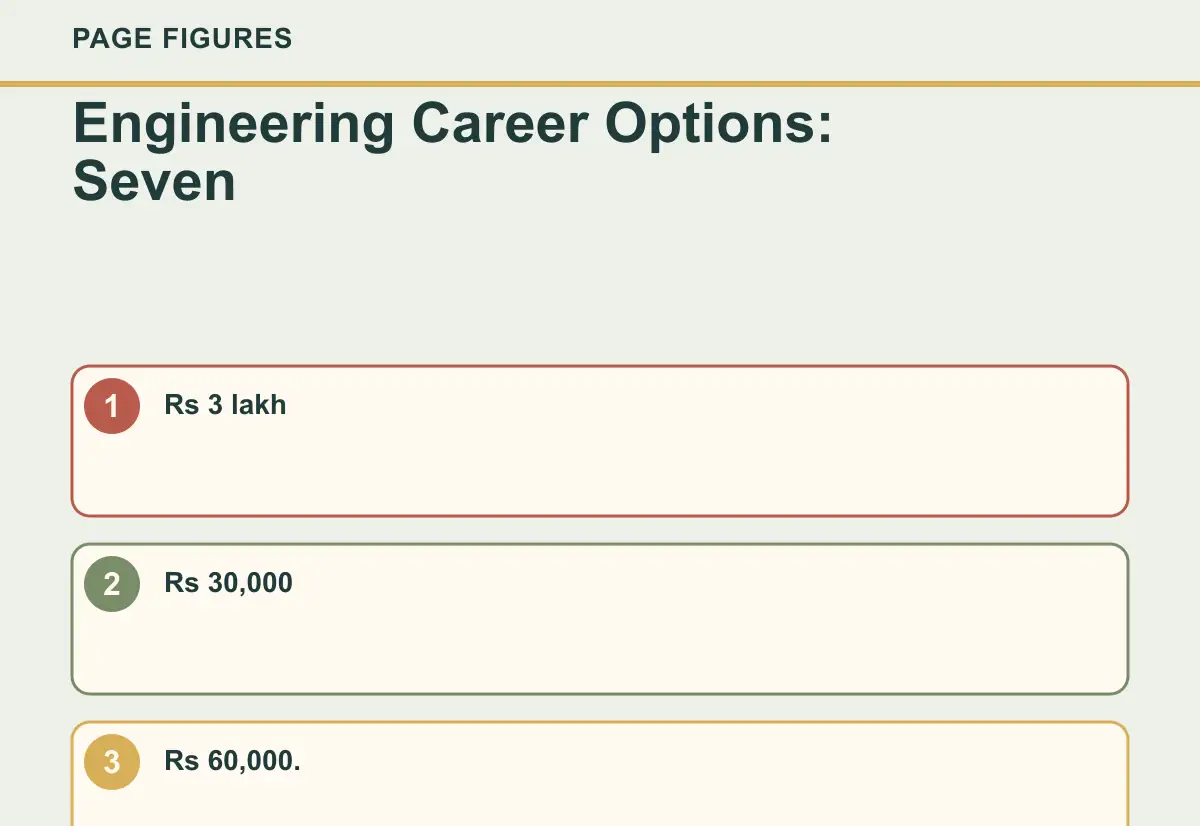 PAGE FIGURES
Engineering Career Options:
Seven
1
Rs 3 lakh
2
Rs 30,000
3
Rs 60,000.